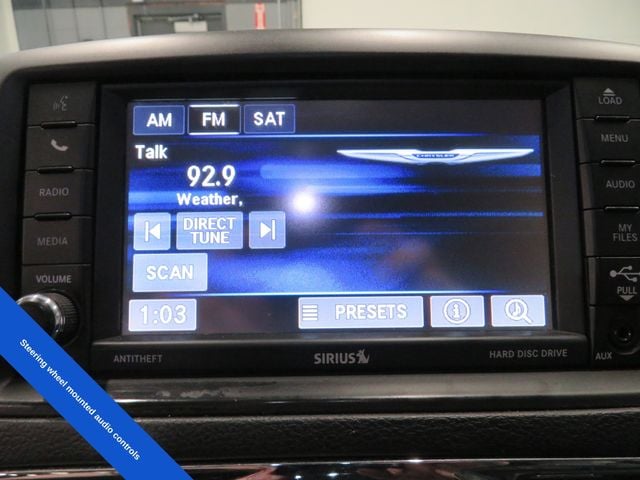 LOAD
AM FM SAT
MENU
Talk
CHRYSLER
92.9
RADIO
AUDIO
Weather,
DIRECT
TUNE
MEDIA
MY
FILES
SCAN
VOLUME
PULL
1:03
PRESETS
ANTITHEFT
SIRIUS
HARD DISC DRIVE
AUX
Steering wheel mounted audio controls